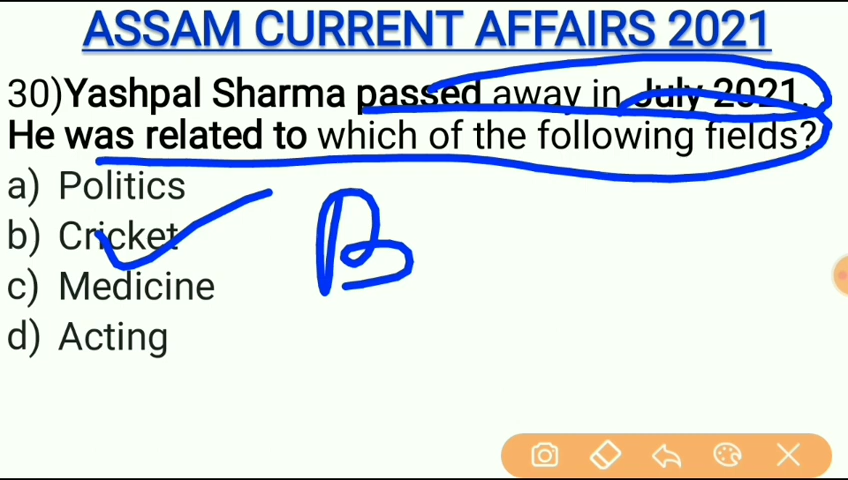 ASSAM CURRENT AFFAIRS 2021
30)Yashpal Sharma passed away in July 2021.
He was related to which of the following fields?
a) Politics
b) Cricket
B
c) Medicine
d) Acting